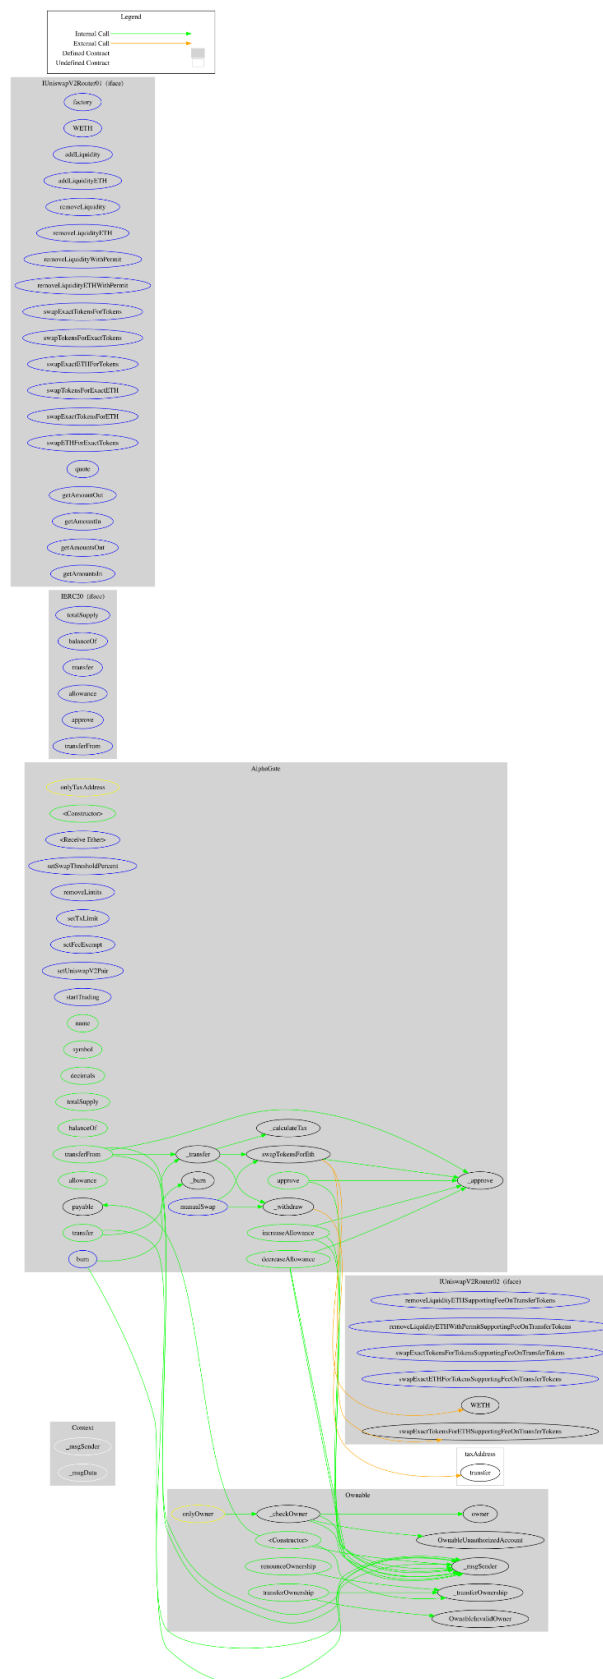 Legend
Internal Call
External Call
Defined Contract
Undefined Contract
IUniswapV2Router01 (iface)
factory
WETH
addLiquidity
addLiquidityETH
removeLiquidity
removeLiquidityETH
removeLiquidityWithPermit
removeLiquidityETHWithPermit
swapExactTokensForTokens
swapTokensForExactTokens
swapExactETHForTokens
swapTokensForExactETH
swapExactTokensForETH
swapETHForExactTokens
quote
getAmountOut
getAmountIn
getAmountsOut
getAmountsIn
IERC20 (iface)
totalSupply
balanceOf
transfer
allowance
approve
transferFrom
AlphaGate
onlyTaxAddress
<Constructor>
<Receive Ether>
setSwapThresholdPercent
removeLimits
setTxLimit
setFeeExempt
setUniswapV2Pair
startTrading
name
symbol
decimals
totalSupply
balanceOf
_calculateTax
transferFrom
_transfer
swapTokensForEth
allowance
_burn
approve
_approve
payable
manualSwap
_withdraw
transfer
increaseAllowance
burn
decreaseAllowance
IUniswapV2Router02 (iface)
removeLiquidityETHSupportingFeeOnTransferTokens
removeLiquidityETHWithPermitSupportingFeeOnTransferTokens
swapExactTokensForTokensSupportingFeeOnTransferTokens
swapExactETHForTokensSupportingFeeOnTransferTokens
WETH
swapExactTokensForETHSupportingFeeOnTransferTokens
Context
_msgSender
_msgData
taxAddress
transfer
Ownable
onlyOwner
_checkOwner
owner
<Constructor>
OwnableUnauthorizedAccount
renounceOwnership
_msgSender
transferOwnership
_transferOwnership
OwnableInvalidOwner